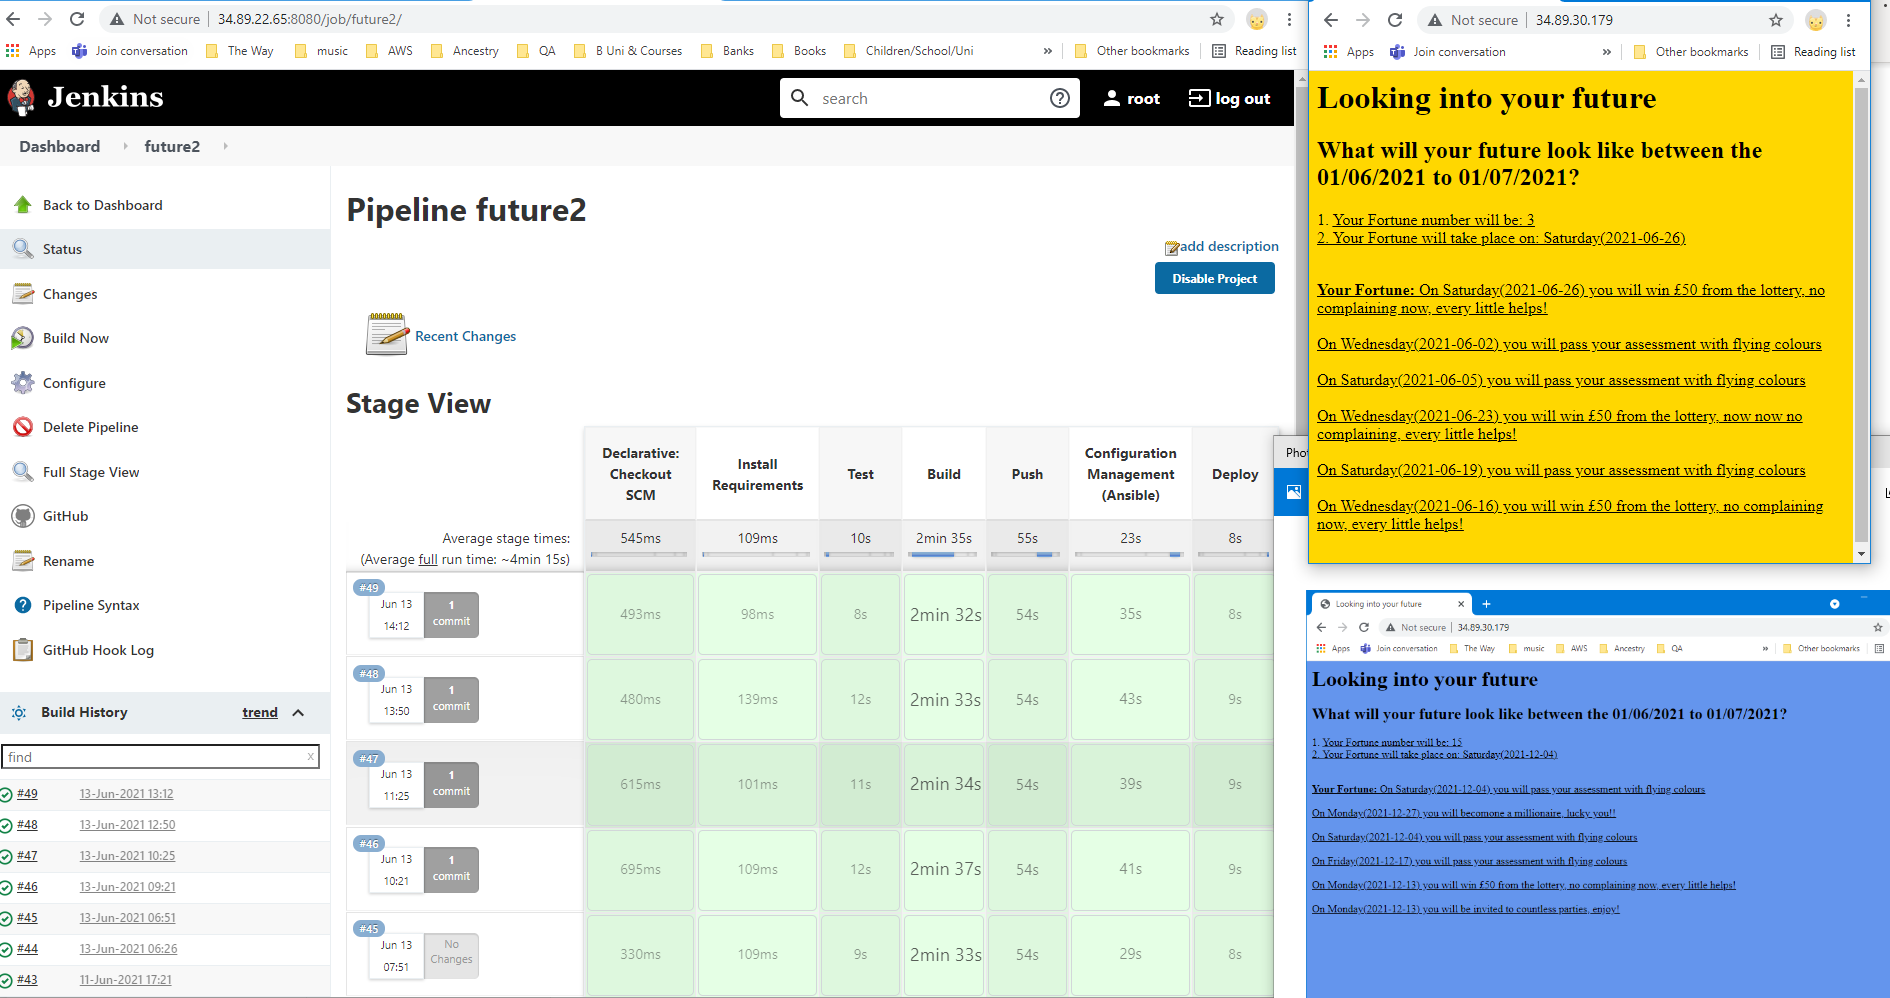 Not secure | 34.89.22.65:8080/job/future2/
Apps Join conversation The Way music AWS Ancestry QA B Uni & Courses Banks Books Children/School/Uni » Other bookmarks Reading list
Jenkins
search
root
log out
Dashboard future2
Back to Dashboard
Status
Changes
Build Now
Configure
Delete Pipeline
Full Stage View
GitHub
Rename
Pipeline Syntax
GitHub Hook Log
Build History trend
find x
#49 13-Jun-2021 13:12
#48 13-Jun-2021 12:50
#47 13-Jun-2021 10:25
#46 13-Jun-2021 09:21
#45 13-Jun-2021 06:51
#44 13-Jun-2021 06:26
#43 11-Jun-2021 17:21
Pipeline future2
add description
Disable Project
Recent Changes
Stage View
Declarative:
Checkout
SCM
Install
Requirements
Test
Build
Push
Configuration
Management
(Ansible)
Deploy
Average stage times:
(Average full run time: ~4min 15s)
545ms 109ms 10s 2min 35s 55s 23s 8s
#49
Jun 13
14:12
1
commit
493ms 98ms 8s 2min 32s 54s 35s 8s
#48
Jun 13
13:50
1
commit
480ms 139ms 12s 2min 33s 54s 43s 9s
#47
Jun 13
11:25
1
commit
615ms 101ms 11s 2min 34s 54s 39s 9s
#46
Jun 13
10:21
1
commit
695ms 109ms 12s 2min 37s 54s 41s 9s
#45
Jun 13
07:51
No
Changes
330ms 109ms 9s 2min 33s 54s 29s 8s
Not secure | 34.89.30.179
Apps Join conversation » Other bookmarks Reading list
Looking into your future
What will your future look like between the
01/06/2021 to 01/07/2021?
1. Your Fortune number will be: 3
2. Your Fortune will take place on: Saturday(2021-06-26)
Your Fortune: On Saturday(2021-06-26) you will win £50 from the lottery, no
complaining now, every little helps!
On Wednesday(2021-06-02) you will pass your assessment with flying colours
On Saturday(2021-06-05) you will pass your assessment with flying colours
On Wednesday(2021-06-23) you will win £50 from the lottery, now now no
complaining, every little helps!
On Saturday(2021-06-19) you will pass your assessment with flying colours
On Wednesday(2021-06-16) you will win £50 from the lottery, no complaining
now, every little helps!
Pho
Looking into your future
Not secure | 34.89.30.179
Apps Join conversation The Way music AWS Ancestry QA » Other bookmarks
Looking into your future
What will your future look like between the 01/06/2021 to 01/07/2021?
1. Your Fortune number will be: 15
2. Your Fortune will take place on: Saturday(2021-12-04)
Your Fortune: On Saturday(2021-12-04) you will pass your assessment with flying colours
On Monday(2021-12-27) you will becomone a millionaire, lucky you!!
On Saturday(2021-12-04) you will pass your assessment with flying colours
On Friday(2021-12-17) you will pass your assessment with flying colours
On Monday(2021-12-13) you will win £50 from the lottery, no complaining now, every little helps!
On Monday(2021-12-13) you will be invited to countless parties, enjoy!